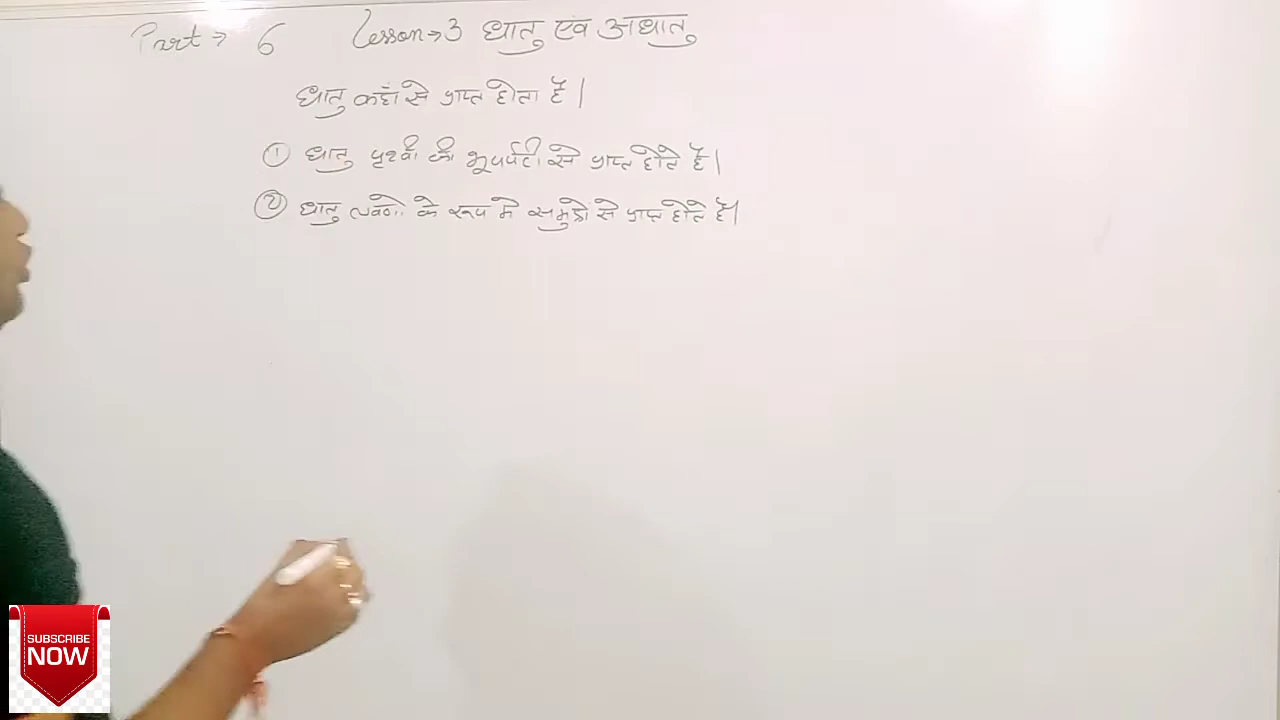 Part → 6 Lesson → 3 धातु एवं अधातु
धातु कहाँ से प्राप्त होता है।
① धातु पृथ्वी की भूपर्पटी से प्राप्त होते है।
② धातु लवणों के रूप मे समुद्रों से प्राप्त होते है।
SUBSCRIBE
NOW